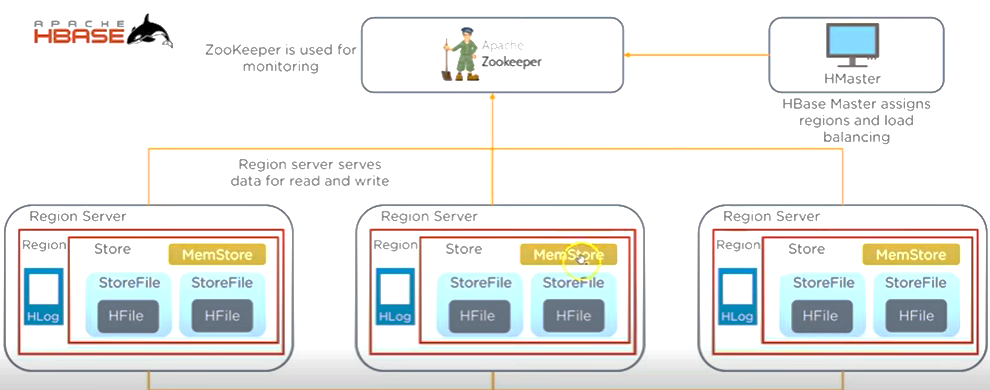 APACHE
HBASE
ZooKeeper is used for
monitoring
Apache
Zookeeper
HMaster
HBase Master assigns
regions and load
balancing
Region server serves
data for read and write
Region Server
Region
Store
MemStore
StoreFile
StoreFile
HLog
HFile
HFile
Region Server
Region
Store
MemStore
StoreFile
StoreFile
HLog
HFile
HFile
Region Server
Region
Store
MemStore
StoreFile
StoreFile
HLog
HFile
HFile